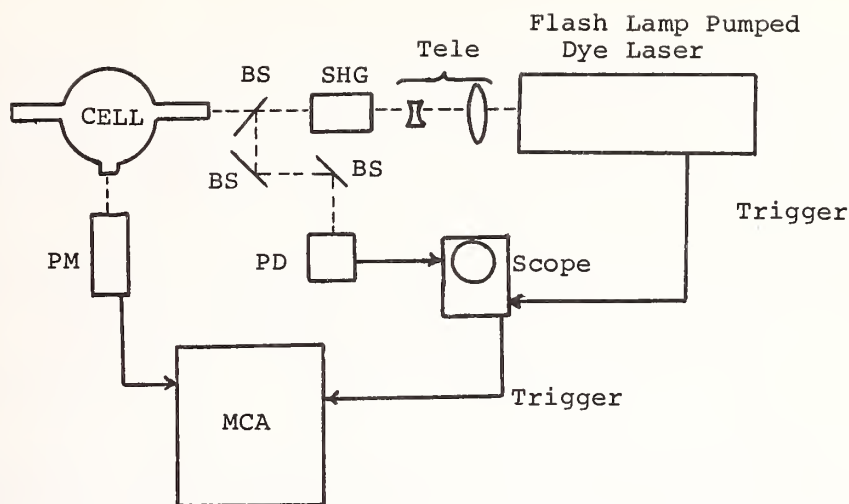 Flash Lamp Pumped
Dye Laser
Tele
BS
SHG
CELL
BS
BS
Trigger
PM
PD
Scope
Trigger
MCA